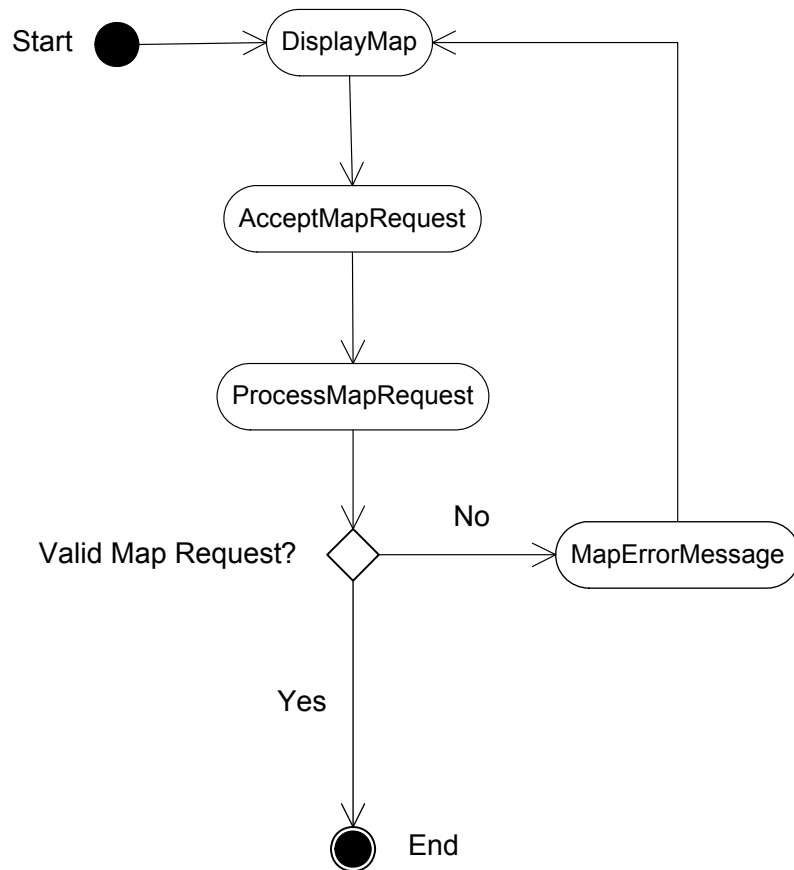 Start
DisplayMap
AcceptMapRequest
ProcessMapRequest
Valid Map Request?
No
MapErrorMessage
Yes
End